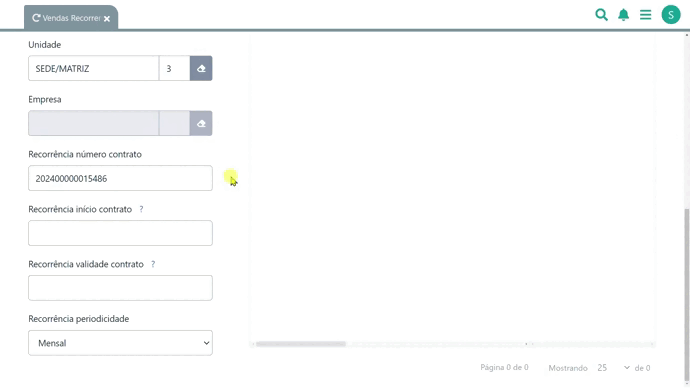 Vendas Recorre
S
Unidade
SEDE/MATRIZ 3
Empresa
Recorrência número contrato
202400000015486
Recorrência início contrato ?
Recorrência validade contrato ?
Recorrência periodicidade
Mensal
Página 0 de 0 Mostrando 25 de 0